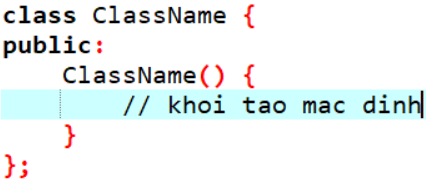 class ClassName {
public:
    ClassName() {
        // khoi tao mac dinh
    }
};